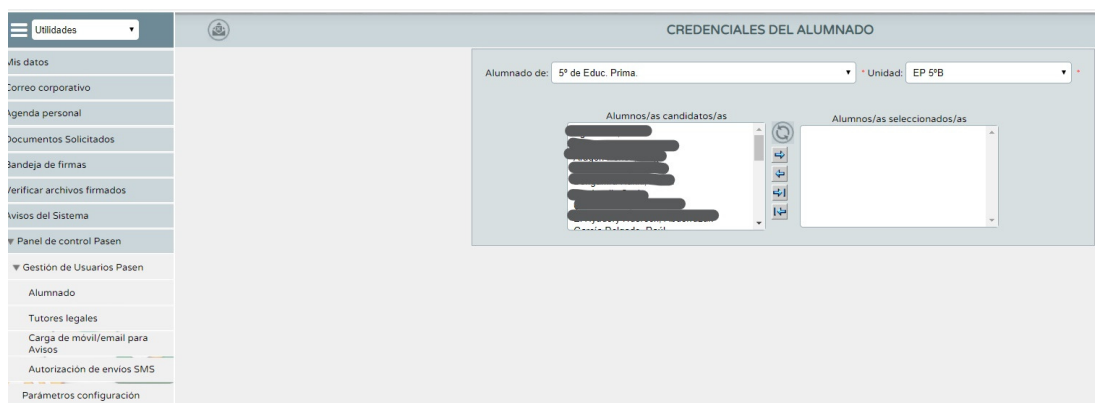 Utilidades
CREDENCIALES DEL ALUMNADO
Mis datos
Correo corporativo
Agenda personal
Documentos Solicitados
Bandeja de firmas
Verificar archivos firmados
Avisos del Sistema
Panel de control Pasen
Gestión de Usuarios Pasen
Alumnado
Tutores legales
Carga de móvil/email para
Avisos
Autorización de envíos SMS
Parámetros configuración
Alumnado de: 5º de Educ. Prima. * Unidad: EP 5ºB *
Alumnos/as candidatos/as
Alumnos/as seleccionados/as